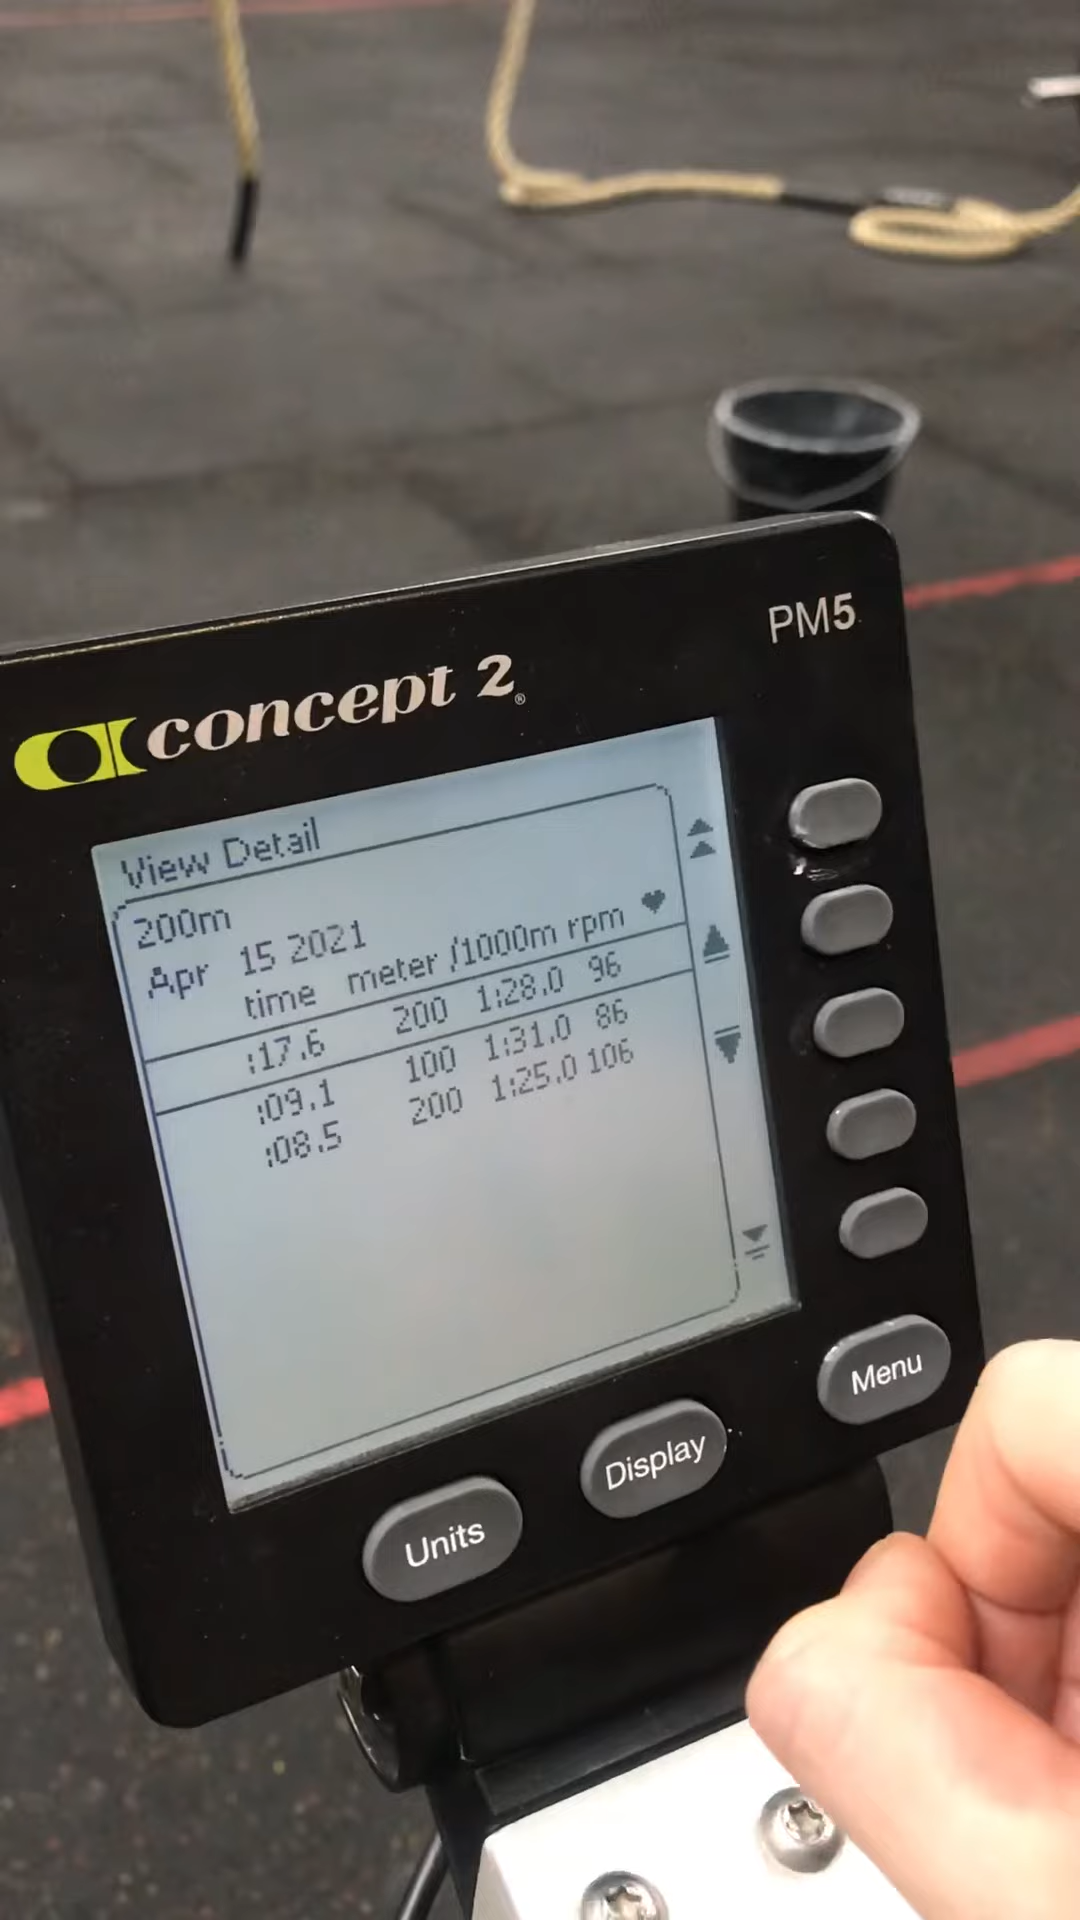 PM5
concept 2®
View Detail
200m
Apr 15 2021
time meter /1000m rpm
:17.6 200 1:28.0 96
:09.1 100 1:31.0 86
:08.5 200 1:25.0 106
Menu
Display
Units